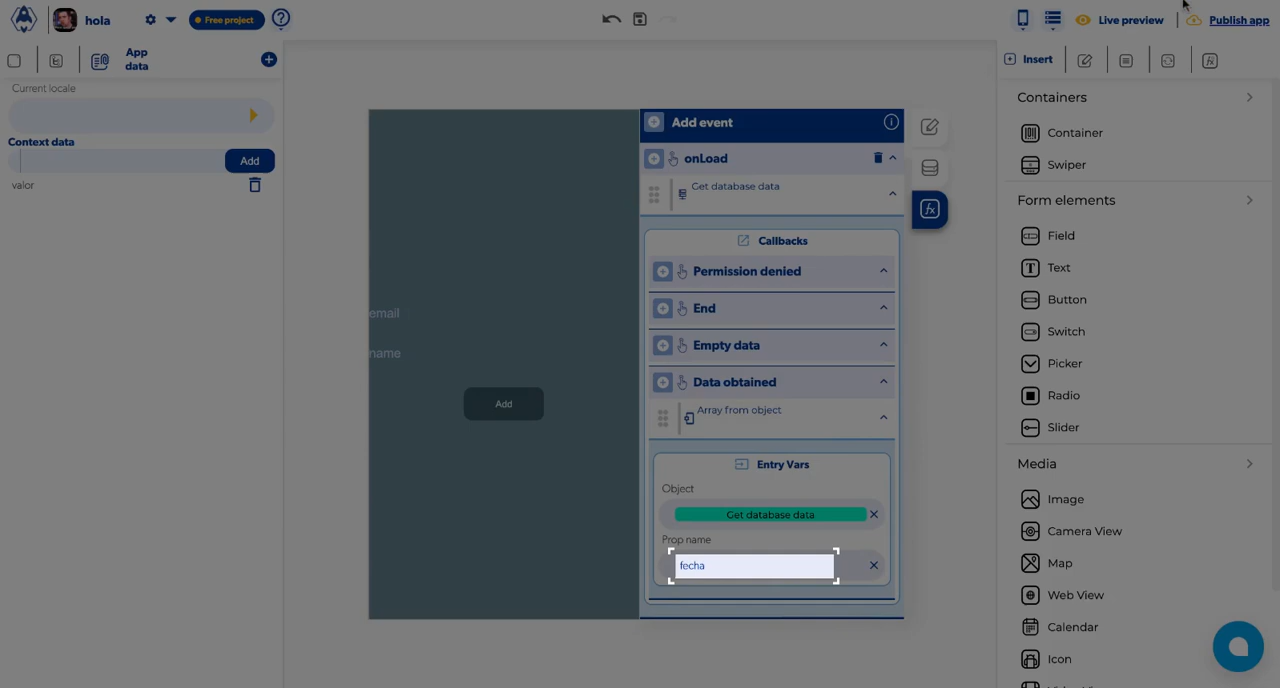 hola
Free project
?
Live preview
Publish app
App
data
Insert
Current locale
Context data
Add
valor
email
name
Add
Add event
onLoad
Get database data
Callbacks
Permission denied
End
Empty data
Data obtained
Array from object
Entry Vars
Object
Get database data
Prop name
fecha
Containers
Container
Swiper
Form elements
Field
Text
Button
Switch
Picker
Radio
Slider
Media
Image
Camera View
Map
Web View
Calendar
Icon